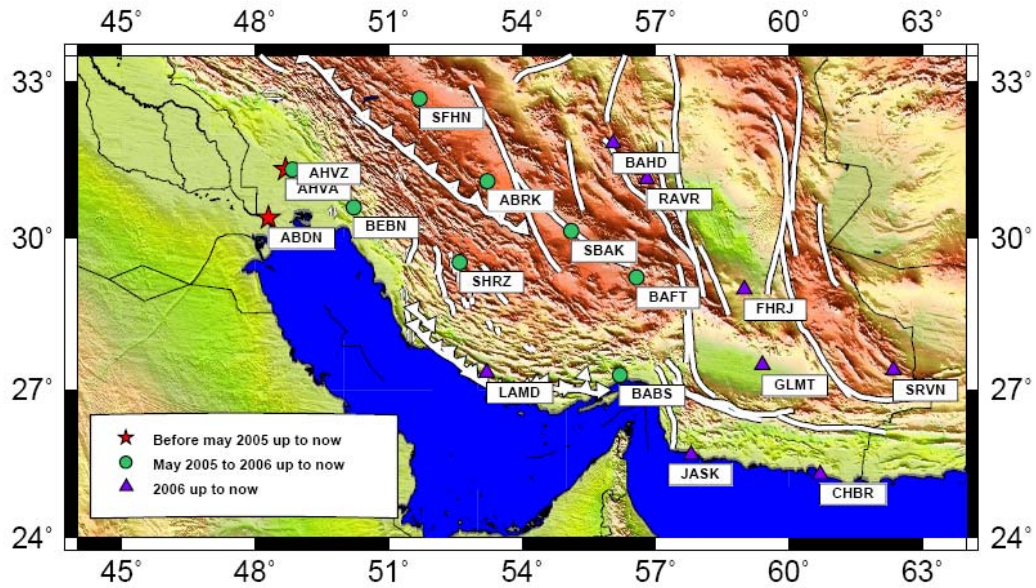 45° 48° 51° 54° 57° 60° 63°
33° 33°
SFHN
BAHD
AHVZ
AHVA
RAVR
ABRK
BEBN
30° 30°
ABDN
SBAK
SHRZ
BAFT
FHRJ
GLMT
SRVN
LAMD
BABS
27° 27°
Before may 2005 up to now
May 2005 to 2006 up to now
2006 up to now
JASK
CHBR
24° 24°
45° 48° 51° 54° 57° 60° 63°